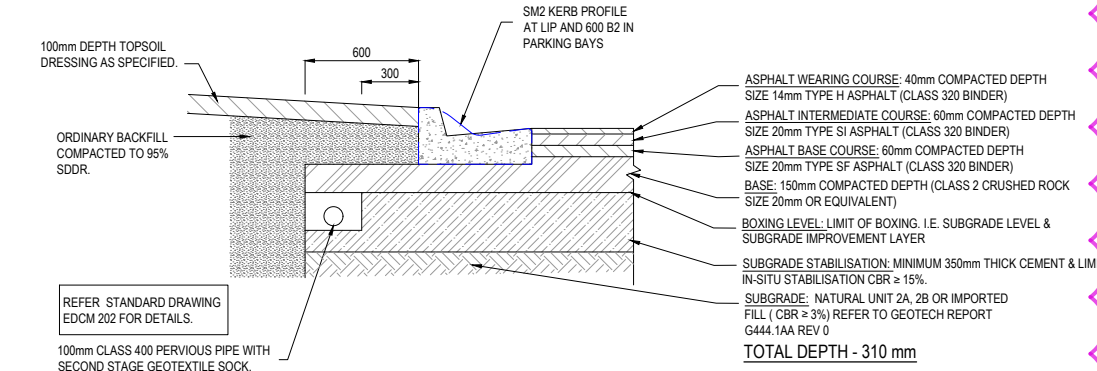 SM2 KERB PROFILE
AT LIP AND 600 B2 IN
PARKING BAYS
100mm DEPTH TOPSOIL
DRESSING AS SPECIFIED.
600
300
ORDINARY BACKFILL
COMPACTED TO 95%
SDDR.
ASPHALT WEARING COURSE: 40mm COMPACTED DEPTH
SIZE 14mm TYPE H ASPHALT (CLASS 320 BINDER)
ASPHALT INTERMEDIATE COURSE: 60mm COMPACTED DEPTH
SIZE 20mm TYPE SI ASPHALT (CLASS 320 BINDER)
ASPHALT BASE COURSE: 60mm COMPACTED DEPTH
SIZE 20mm TYPE SF ASPHALT (CLASS 320 BINDER)
BASE: 150mm COMPACTED DEPTH (CLASS 2 CRUSHED ROCK
SIZE 20mm OR EQUIVALENT)
BOXING LEVEL: LIMIT OF BOXING. I.E. SUBGRADE LEVEL &
SUBGRADE IMPROVEMENT LAYER
SUBGRADE STABILISATION: MINIMUM 350mm THICK CEMENT & LIM
IN-SITU STABILISATION CBR ≥ 15%.
SUBGRADE: NATURAL UNIT 2A, 2B OR IMPORTED
FILL ( CBR ≥ 3%) REFER TO GEOTECH REPORT
G444.1AA REV 0
TOTAL DEPTH - 310 mm
REFER STANDARD DRAWING
EDCM 202 FOR DETAILS.
100mm CLASS 400 PERVIOUS PIPE WITH
SECOND STAGE GEOTEXTILE SOCK.